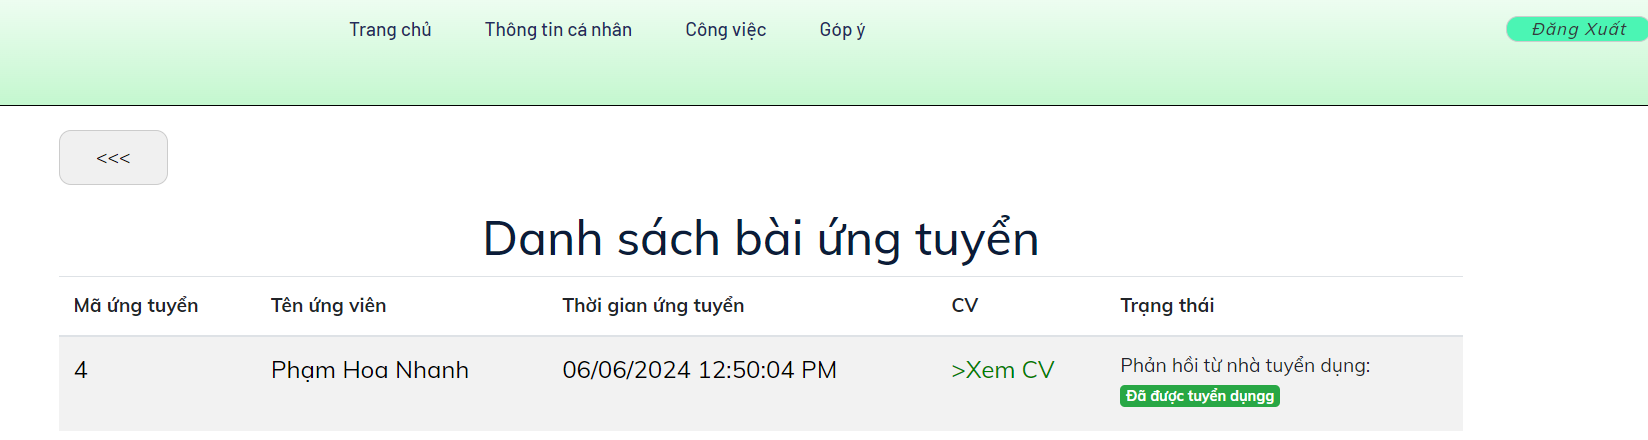 Trang chủ Thông tin cá nhân Công việc Góp ý Đăng Xuất
<<<
Danh sách bài ứng tuyển
Mã ứng tuyển Tên ứng viên Thời gian ứng tuyển CV Trạng thái
4 Phạm Hoa Nhanh 06/06/2024 12:50:04 PM >Xem CV Phản hồi từ nhà tuyển dụng:
Đã được tuyển dụngg